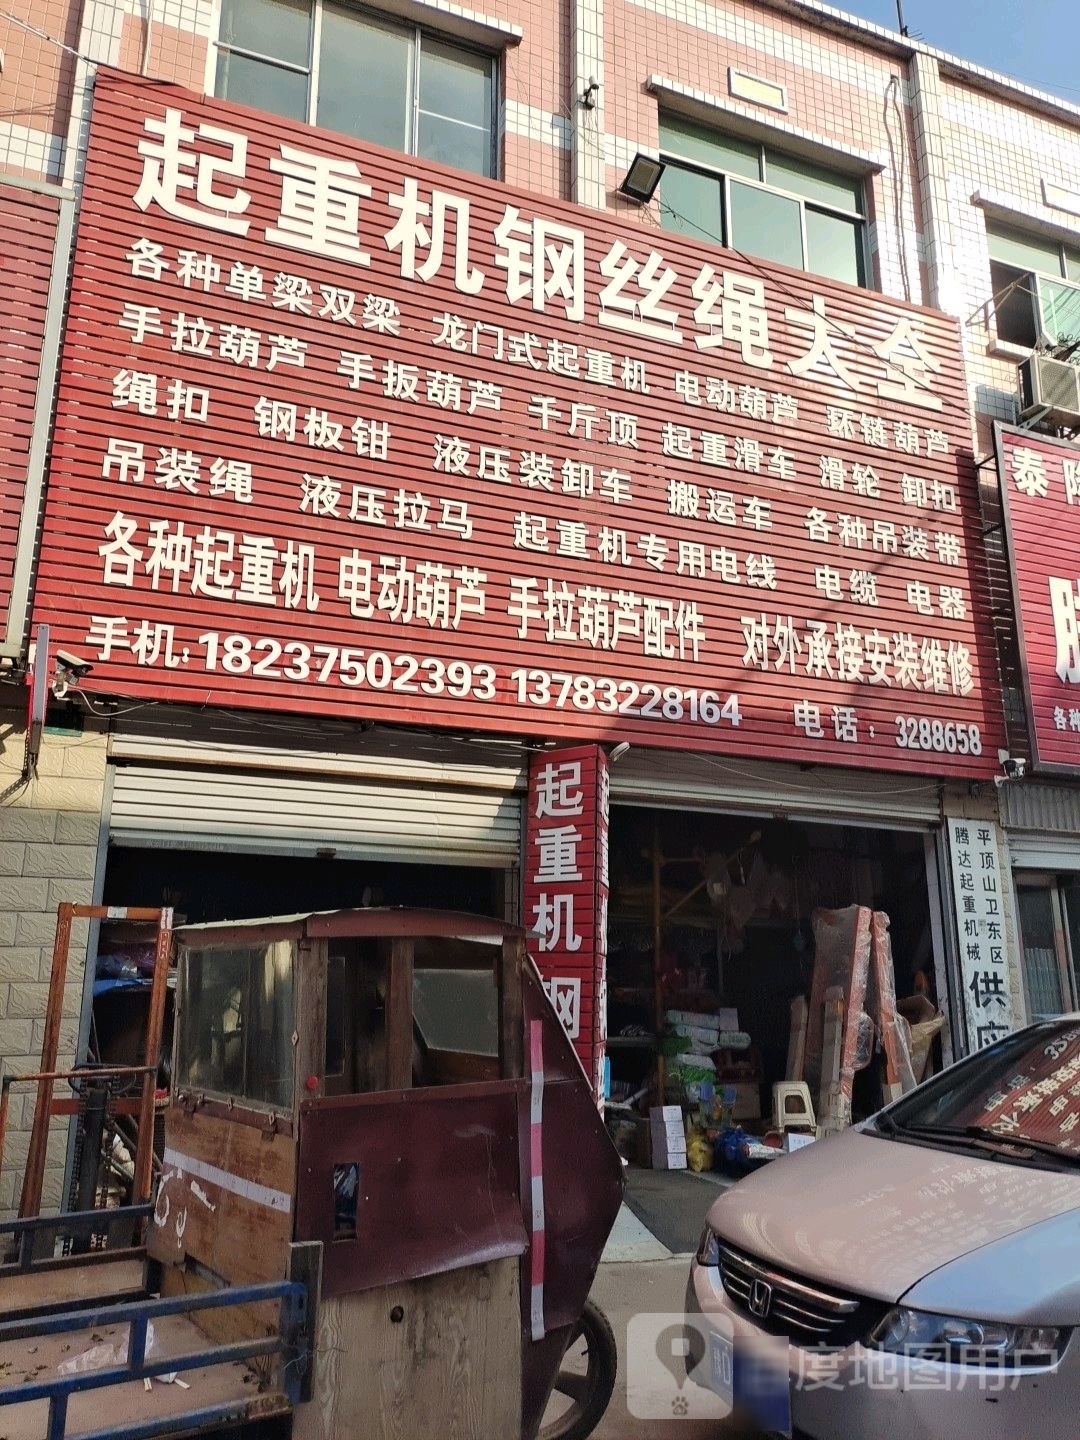 起重机钢丝绳大全
各种单梁双梁 龙门式起重机 电动葫芦 环链葫芦
手拉葫芦 手扳葫芦 千斤顶 起重滑车 滑轮 卸扣
绳扣 钢板钳 液压装卸车 搬运车 各种吊装带
吊装绳 液压拉马 起重机专用电线 电缆 电器
各种起重机 电动葫芦 手拉葫芦配件 对外承接安装维修
手机:18237502393 13783228164 电话:3288658
起重机钢
平顶山卫东区
腾达起重机械
供应
泰隆
各种
百度地图用户